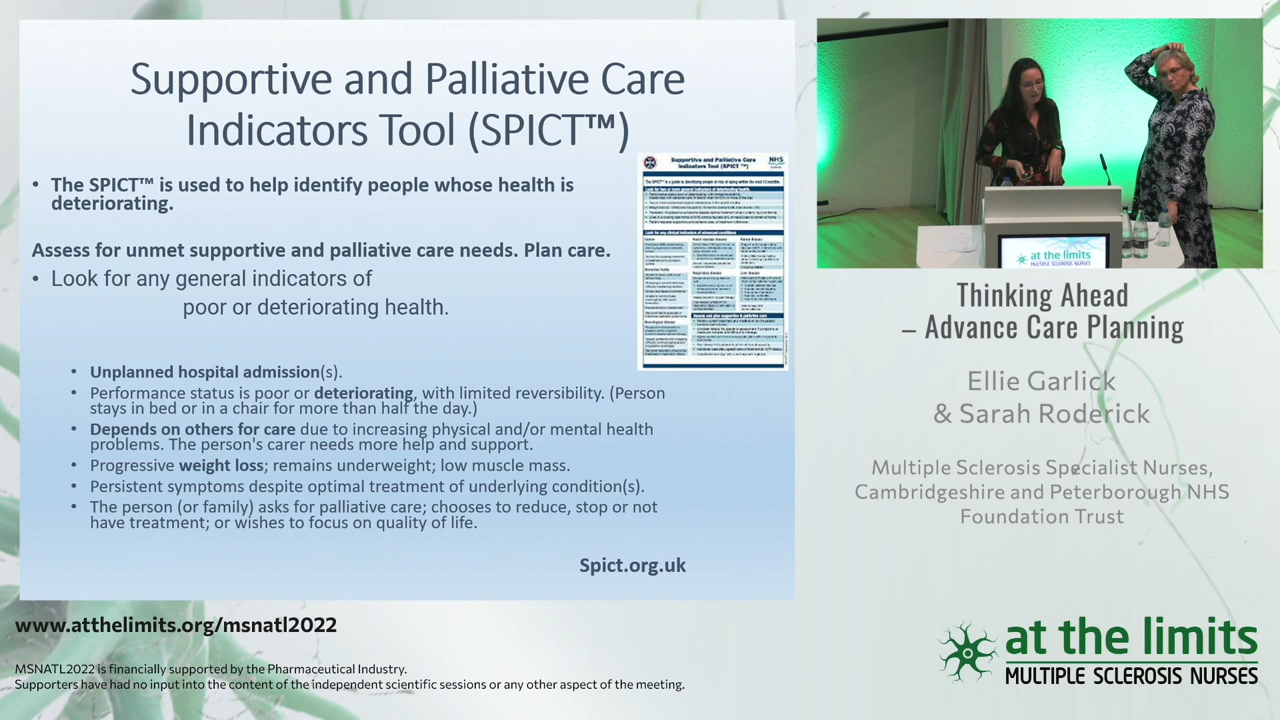 Supportive and Palliative Care
Indicators Tool (SPICT™)
• The SPICT™ is used to help identify people whose health is
deteriorating.
Assess for unmet supportive and palliative care needs. Plan care.
• Look for any general indicators of
poor or deteriorating health.
• Unplanned hospital admission(s).
• Performance status is poor or deteriorating, with limited reversibility. (Person
stays in bed or in a chair for more than half the day.)
• Depends on others for care due to increasing physical and/or mental health
problems. The person's carer needs more help and support.
• Progressive weight loss; remains underweight; low muscle mass.
• Persistent symptoms despite optimal treatment of underlying condition(s).
• The person (or family) asks for palliative care; chooses to reduce, stop or not
have treatment; or wishes to focus on quality of life.
Spict.org.uk
Supportive and Palliative Care
Indicators Tool (SPICT™)
NHS
at the limits
MULTIPLE SCLEROSIS NURSES
Thinking Ahead
– Advance Care Planning
Ellie Garlick
& Sarah Roderick
Multiple Sclerosis Specialist Nurses,
Cambridgeshire and Peterborough NHS
Foundation Trust
www.atthelimits.org/msnatl2022
MSNATL2022 is financially supported by the Pharmaceutical Industry.
Supporters have had no input into the content of the independent scientific sessions or any other aspect of the meeting.
at the limits
MULTIPLE SCLEROSIS NURSES